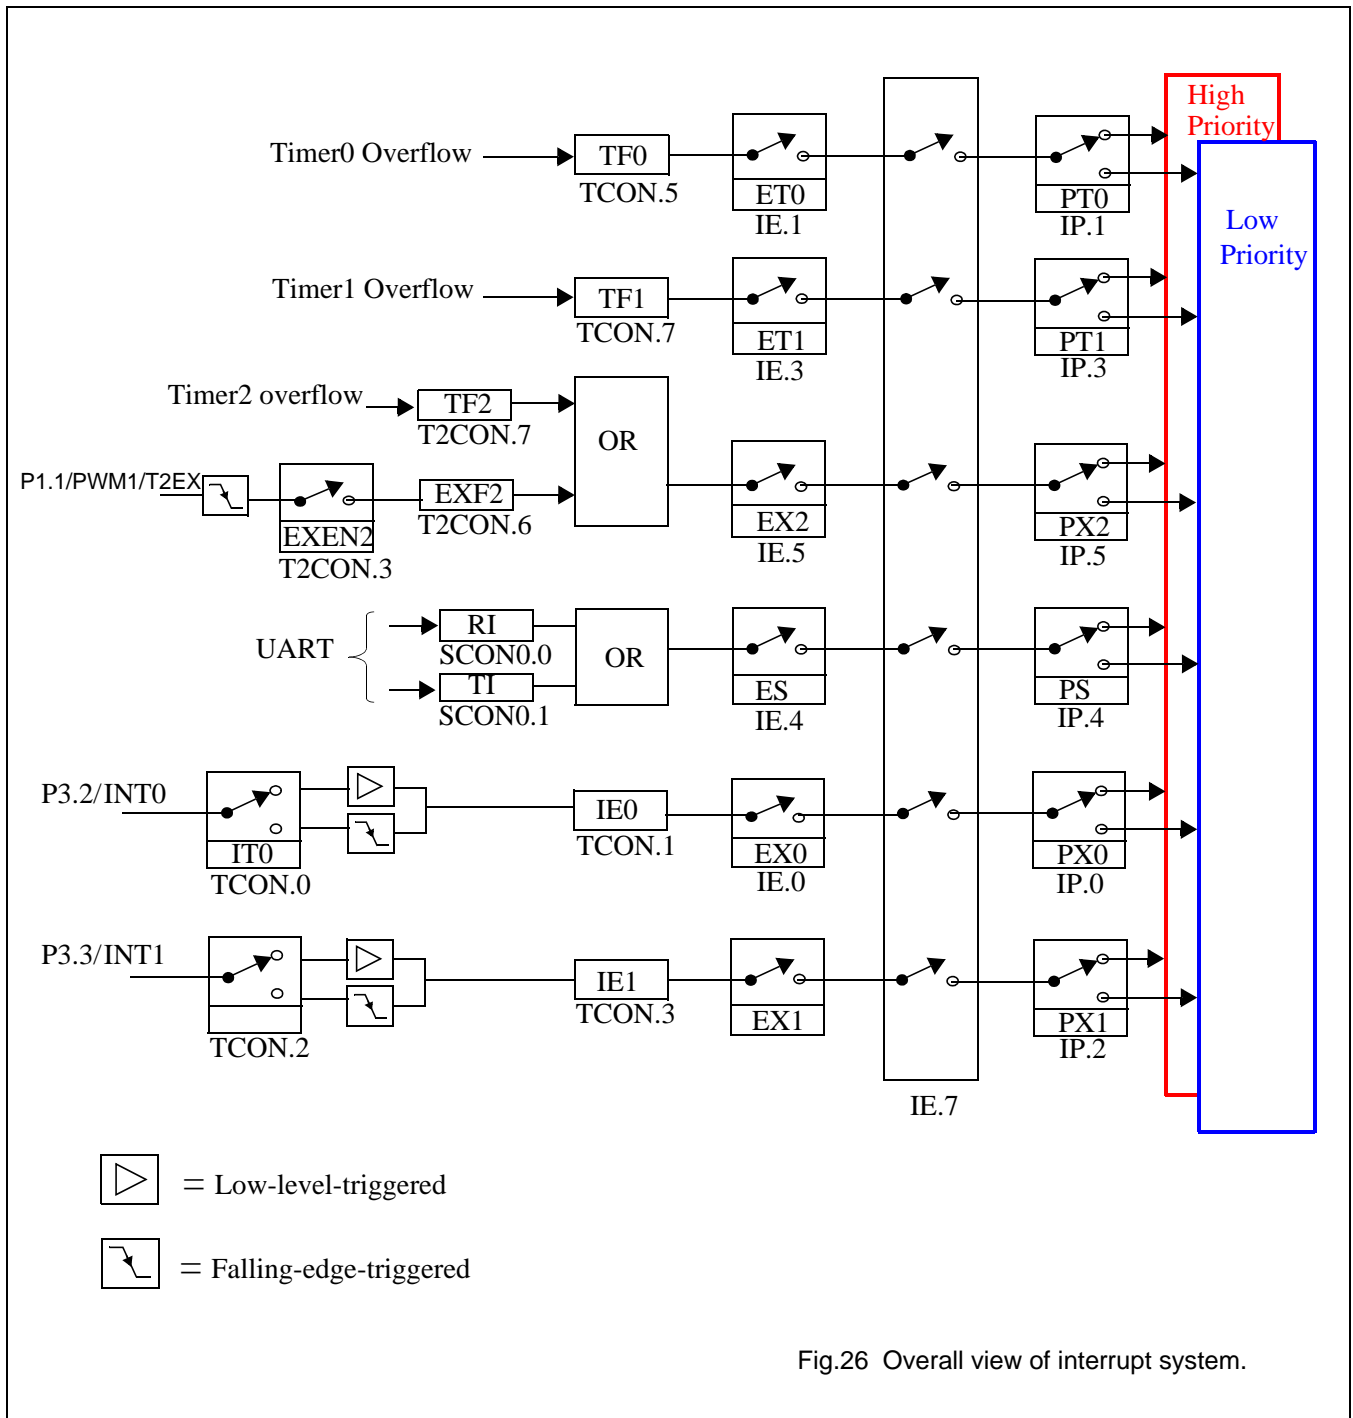 High
Priority
Low
Priority
Timer0 Overflow
TF0
TCON.5
ET0
IE.1
PT0
IP.1
Timer1 Overflow
TF1
TCON.7
ET1
IE.3
PT1
IP.3
Timer2 overflow
TF2
T2CON.7
OR
P1.1/PWM1/T2EX
EXEN2
T2CON.3
EXF2
T2CON.6
EX2
IE.5
PX2
IP.5
UART
RI
SCON0.0
TI
SCON0.1
OR
ES
IE.4
PS
IP.4
P3.2/INT0
IT0
TCON.0
IE0
TCON.1
EX0
IE.0
PX0
IP.0
P3.3/INT1
TCON.2
IE1
TCON.3
EX1
PX1
IP.2
IE.7
= Low-level-triggered
= Falling-edge-triggered
Fig.26 Overall view of interrupt system.